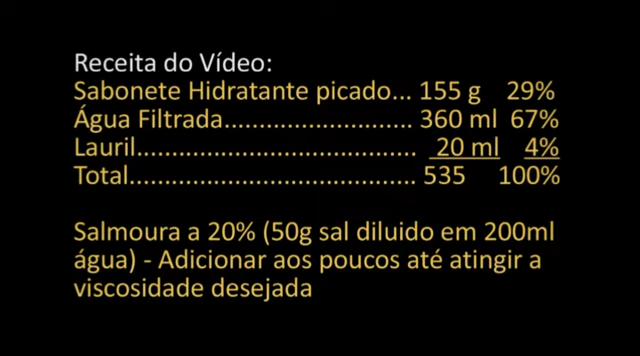 Receita do Vídeo:
Sabonete Hidratante picado... 155 g 29%
Água Filtrada............................ 360 ml 67%
Lauril......................................... 20 ml 4%
Total.......................................... 535 100%
Salmoura a 20% (50g sal diluido em 200ml
água) - Adicionar aos poucos até atingir a
viscosidade desejada